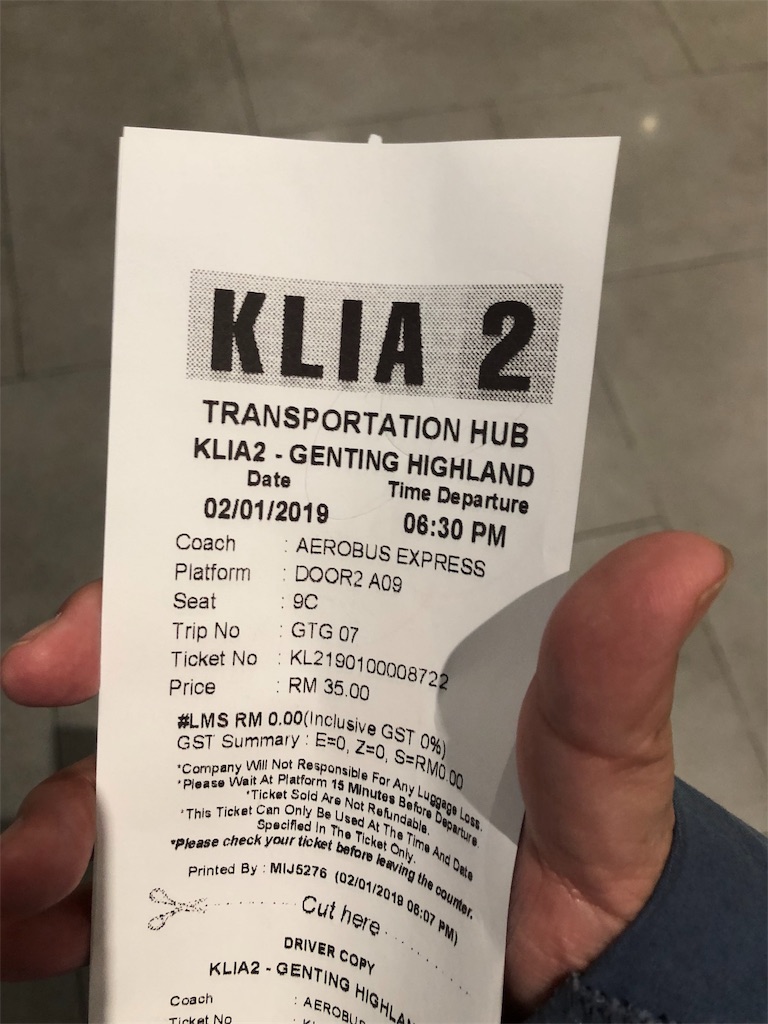 KLIA 2
TRANSPORTATION HUB
KLIA2 - GENTING HIGHLAND
Date Time Departure
02/01/2019 06:30 PM
Coach : AEROBUS EXPRESS
Platform : DOOR2 A09
Seat : 9C
Trip No : GTG 07
Ticket No : KL2190100008722
Price : RM 35.00
#LMS RM 0.00(Inclusive GST 0%)
GST Summary : E=0, Z=0, S=RM0.00
*Company Will Not Responsible For Any Luggage Loss.
*Please Wait At Platform 15 Minutes Before Departure.
*Ticket Sold Are Not Refundable.
*This Ticket Can Only Be Used At The Time And Date
Specified In The Ticket Only.
*Please check your ticket before leaving the counter.
Printed By : MIJ5276 (02/01/2019 06:07 PM)
Cut here
DRIVER COPY
KLIA2 - GENTING HIGHLAN
Coach : AEROBUS
Ticket No : KL